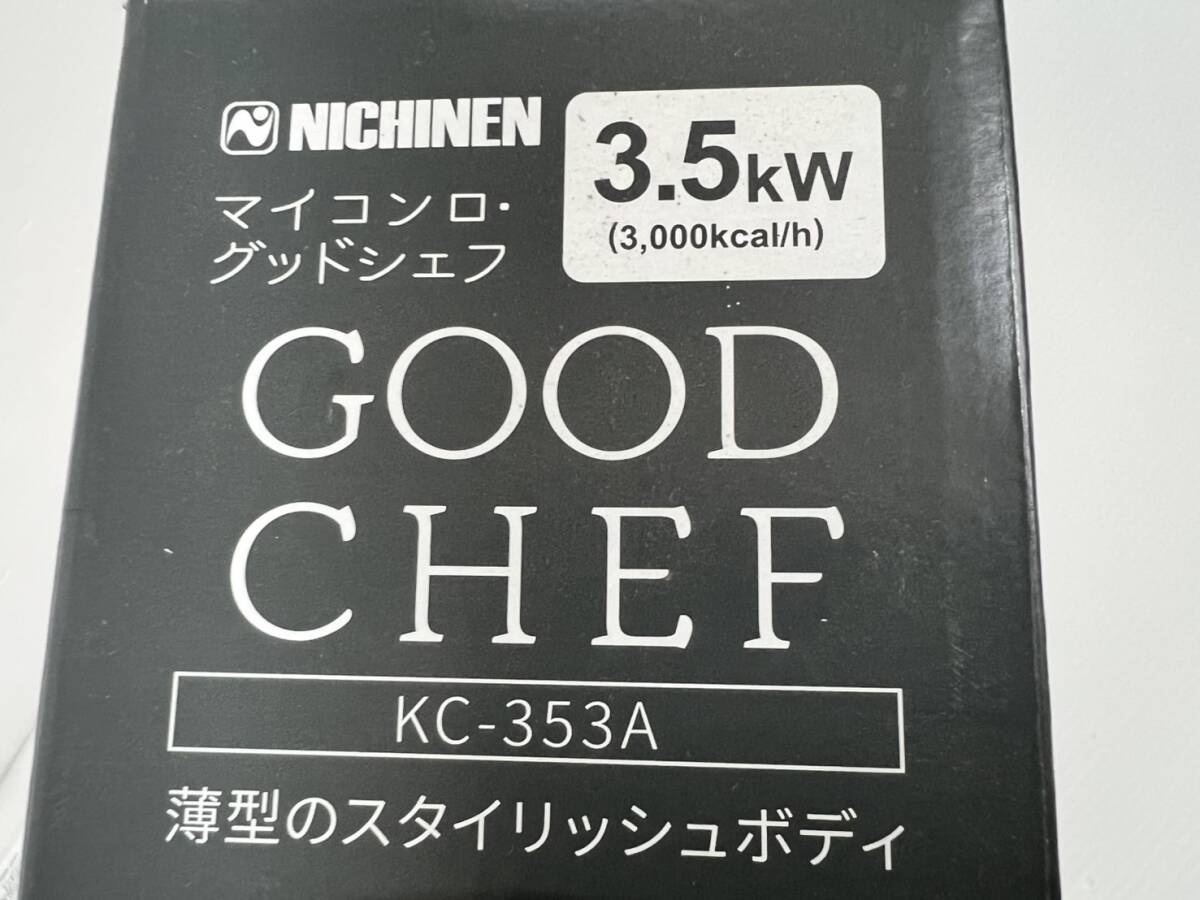 NICHINEN
マイコンロ・
グッドシェフ
3.5kW
(3,000kcal/h)
GOOD
CHEF
KC-353A
薄型のスタイリッシュボディ